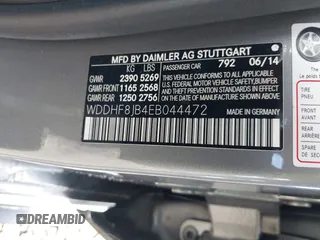 MFD BY DAIMLER AG STUTTGART
KG LBS PASSENGER CAR 792 06/14
GVWR 2390 5269
GAWR
FRONT 1165 2568
GAWR
REAR 1250 2756
THIS VEHICLE CONFORMS TO ALL APPLICABLE
U.S. FEDERAL MOTOR VEHICLE SAFETY,
BUMPER, AND THEFT PREVENTION STANDARDS
IN EFFECT ON THE DATE OF
MANUFACTURE SHOWN ABOVE.
WDDHF8JB4EB044472
MADE IN GERMANY
DREAMBID